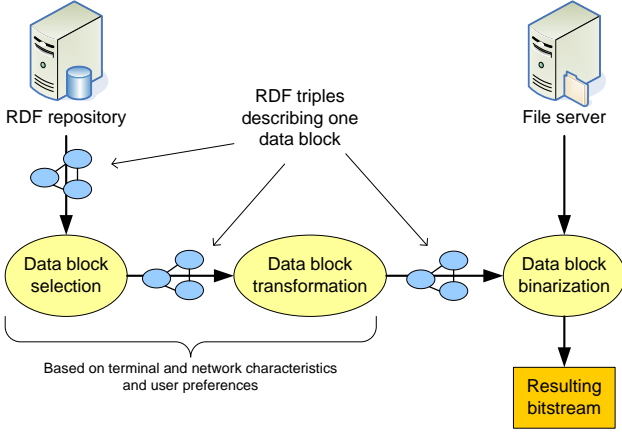 RDF repository
RDF triples
describing one
data block
File server
Data block
selection
Data block
transformation
Data block
binarization
Based on terminal and network characteristics
and user preferences
Resulting
bitstream